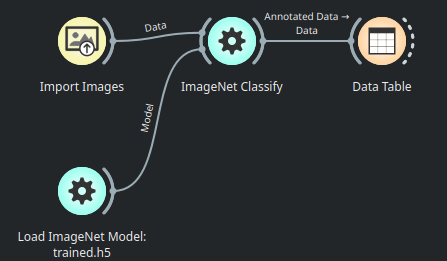 Annotated Data →
Data
Data
Import Images
ImageNet Classify
Data Table
Model
Load ImageNet Model:
trained.h5